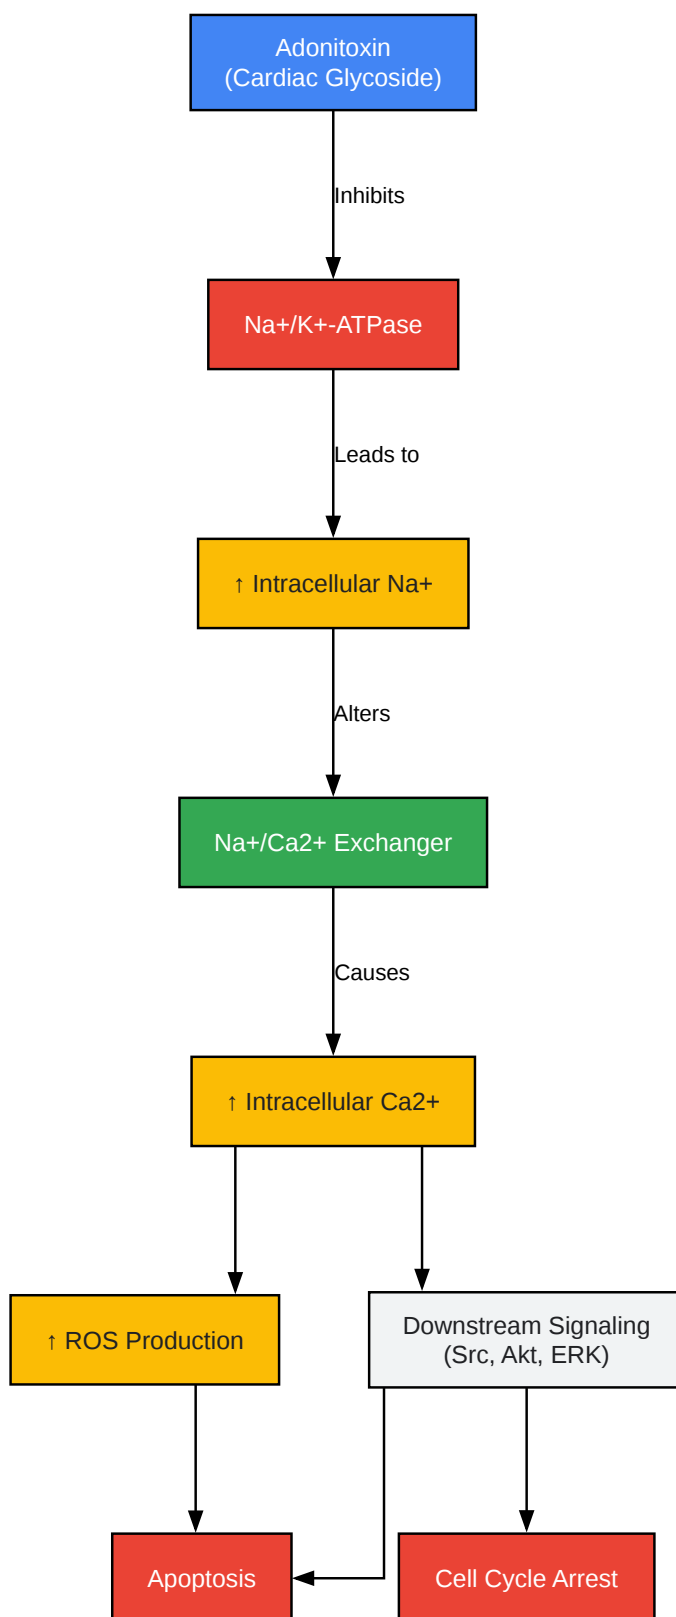 Adonitoxin
(Cardiac Glycoside)
Inhibits
Na+/K+-ATPase
Leads to
↑ Intracellular Na+
Alters
Na+/Ca2+ Exchanger
Causes
↑ Intracellular Ca2+
↑ ROS Production
Downstream Signaling
(Src, Akt, ERK)
Apoptosis
Cell Cycle Arrest